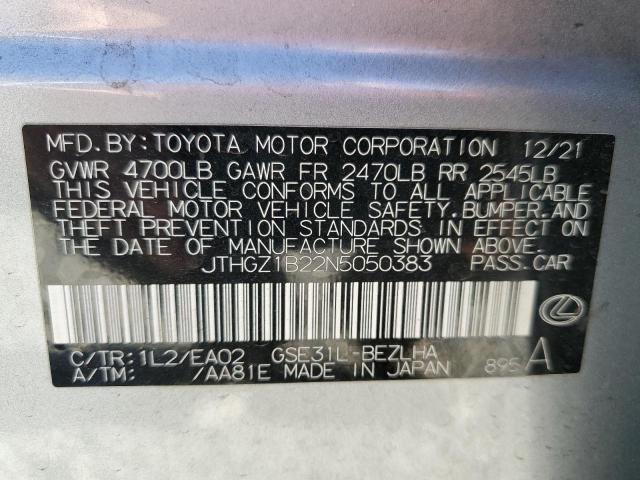 MFD.BY:TOYOTA MOTOR CORPORATION 12/21
GVWR 4700LB GAWR FR 2470LB RR 2545LB
THIS VEHICLE CONFORMS TO ALL APPLICABLE
FEDERAL MOTOR VEHICLE SAFETY,BUMPER,AND
THEFT PREVENTION STANDARDS IN EFFECT ON
THE DATE OF MANUFACTURE SHOWN ABOVE.
JTHGZ1B22N5050383 PASS.CAR
C/TR:1L2/EA02 GSE31L-BEZLHA
A/TM: /AA81E MADE IN JAPAN 895 A